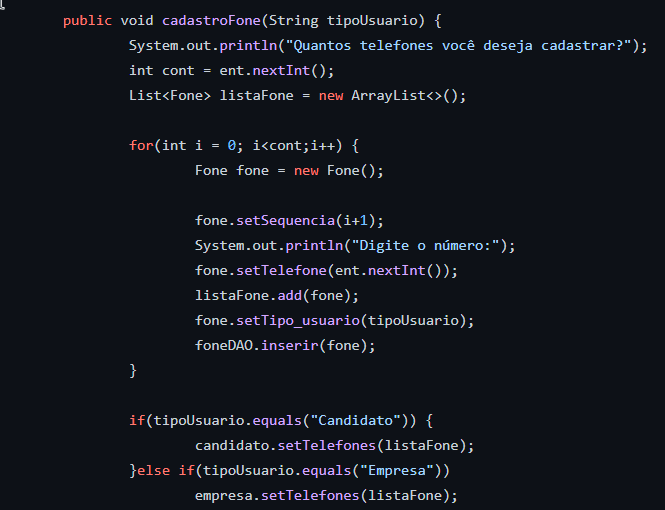 public void cadastroFone(String tipoUsuario) {
System.out.println("Quantos telefones você deseja cadastrar?");
int cont = ent.nextInt();
List<Fone> listaFone = new ArrayList<>();
for(int i = 0; i<cont;i++) {
Fone fone = new Fone();
fone.setSequencia(i+1);
System.out.println("Digite o número:");
fone.setTelefone(ent.nextInt());
listaFone.add(fone);
fone.setTipo_usuario(tipoUsuario);
foneDAO.inserir(fone);
}
if(tipoUsuario.equals("Candidato")) {
candidato.setTelefones(listaFone);
}else if(tipoUsuario.equals("Empresa"))
empresa.setTelefones(listaFone);